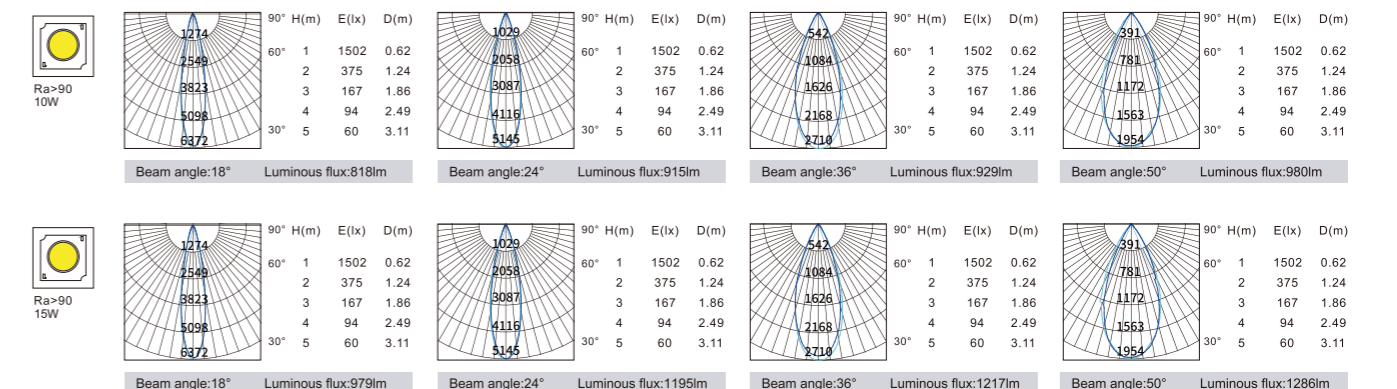 1274
2549
3823
5098
6372
90° H(m) E(lx) D(m)
60° 1 1502 0.62
2 375 1.24
3 167 1.86
4 94 2.49
30° 5 60 3.11
1029
2058
3087
4116
5145
90° H(m) E(lx) D(m)
60° 1 1502 0.62
2 375 1.24
3 167 1.86
4 94 2.49
30° 5 60 3.11
542
1084
1626
2168
2710
90° H(m) E(lx) D(m)
60° 1 1502 0.62
2 375 1.24
3 167 1.86
4 94 2.49
30° 5 60 3.11
391
781
1172
1563
1954
90° H(m) E(lx) D(m)
60° 1 1502 0.62
2 375 1.24
3 167 1.86
4 94 2.49
30° 5 60 3.11
Ra>90
10W
Beam angle:18° Luminous flux:818lm
Beam angle:24° Luminous flux:915lm
Beam angle:36° Luminous flux:929lm
Beam angle:50° Luminous flux:980lm
1274
2549
3823
5098
6372
90° H(m) E(lx) D(m)
60° 1 1502 0.62
2 375 1.24
3 167 1.86
4 94 2.49
30° 5 60 3.11
1029
2058
3087
4116
5145
90° H(m) E(lx) D(m)
60° 1 1502 0.62
2 375 1.24
3 167 1.86
4 94 2.49
30° 5 60 3.11
542
1084
1626
2168
2710
90° H(m) E(lx) D(m)
60° 1 1502 0.62
2 375 1.24
3 167 1.86
4 94 2.49
30° 5 60 3.11
391
781
1172
1563
1954
90° H(m) E(lx) D(m)
60° 1 1502 0.62
2 375 1.24
3 167 1.86
4 94 2.49
30° 5 60 3.11
Ra>90
15W
Beam angle:18° Luminous flux:979lm
Beam angle:24° Luminous flux:1195lm
Beam angle:36° Luminous flux:1217lm
Beam angle:50° Luminous flux:1286lm